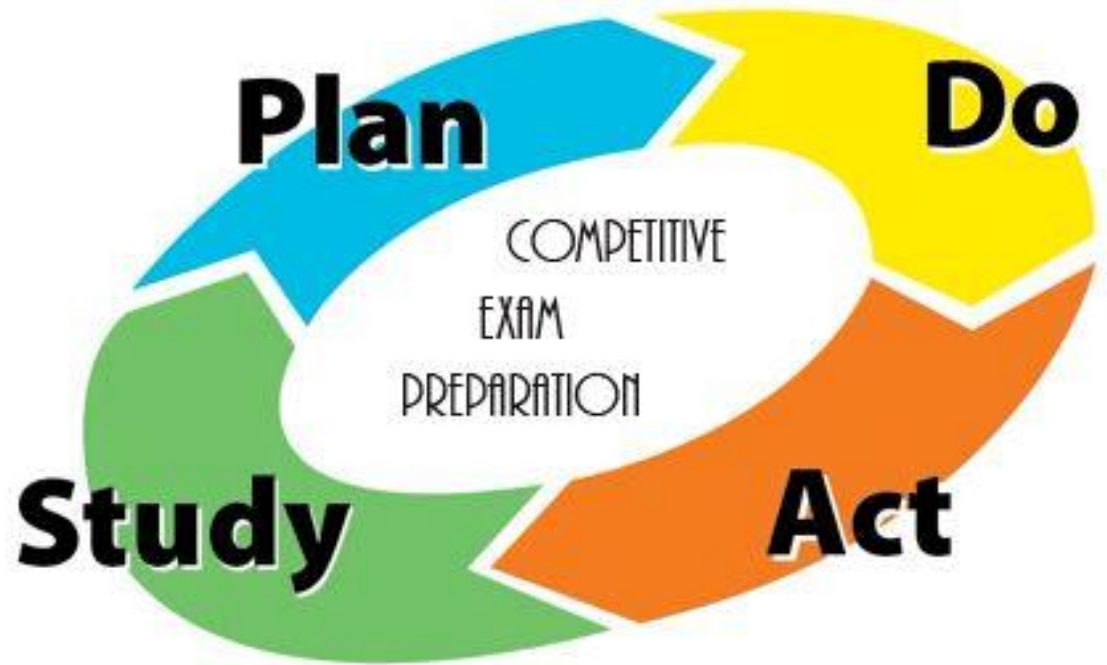 Plan
Do
COMPETITIVE
EXAM
PREPARATION
Study
Act